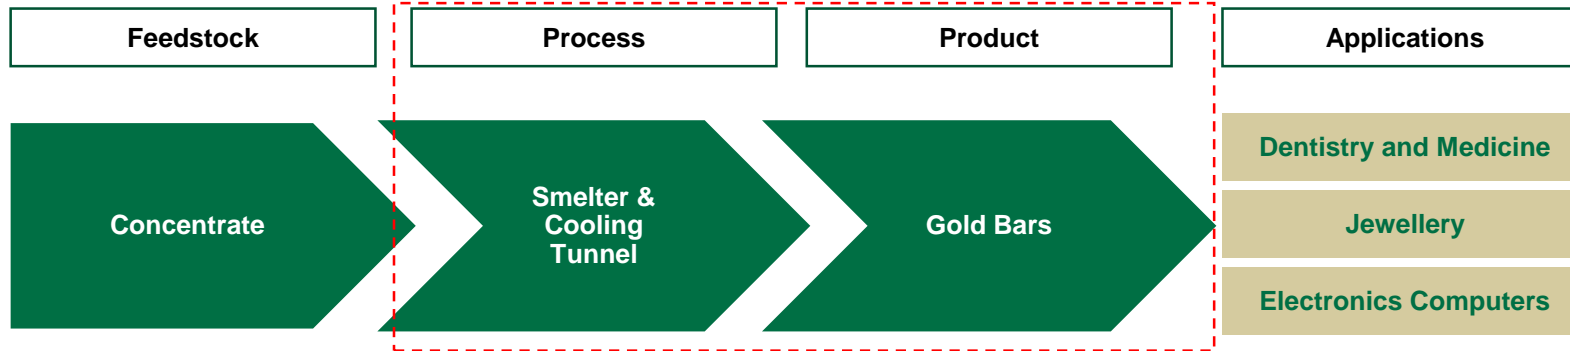 Feedstock
Process
Product
Applications
Concentrate
Smelter &
Cooling
Tunnel
Gold Bars
Dentistry and Medicine
Jewellery
Electronics Computers